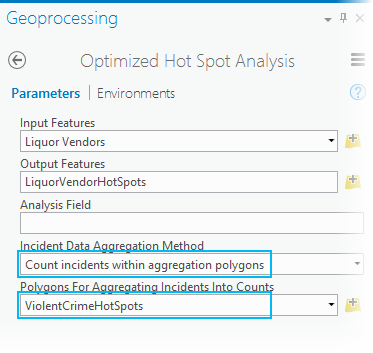 Geoprocessing
Optimized Hot Spot Analysis
Parameters | Environments
Input Features
Liquor Vendors
Output Features
LiquorVendorHotSpots
Analysis Field
Incident Data Aggregation Method
Count incidents within aggregation polygons
Polygons For Aggregating Incidents Into Counts
ViolentCrimeHotSpots